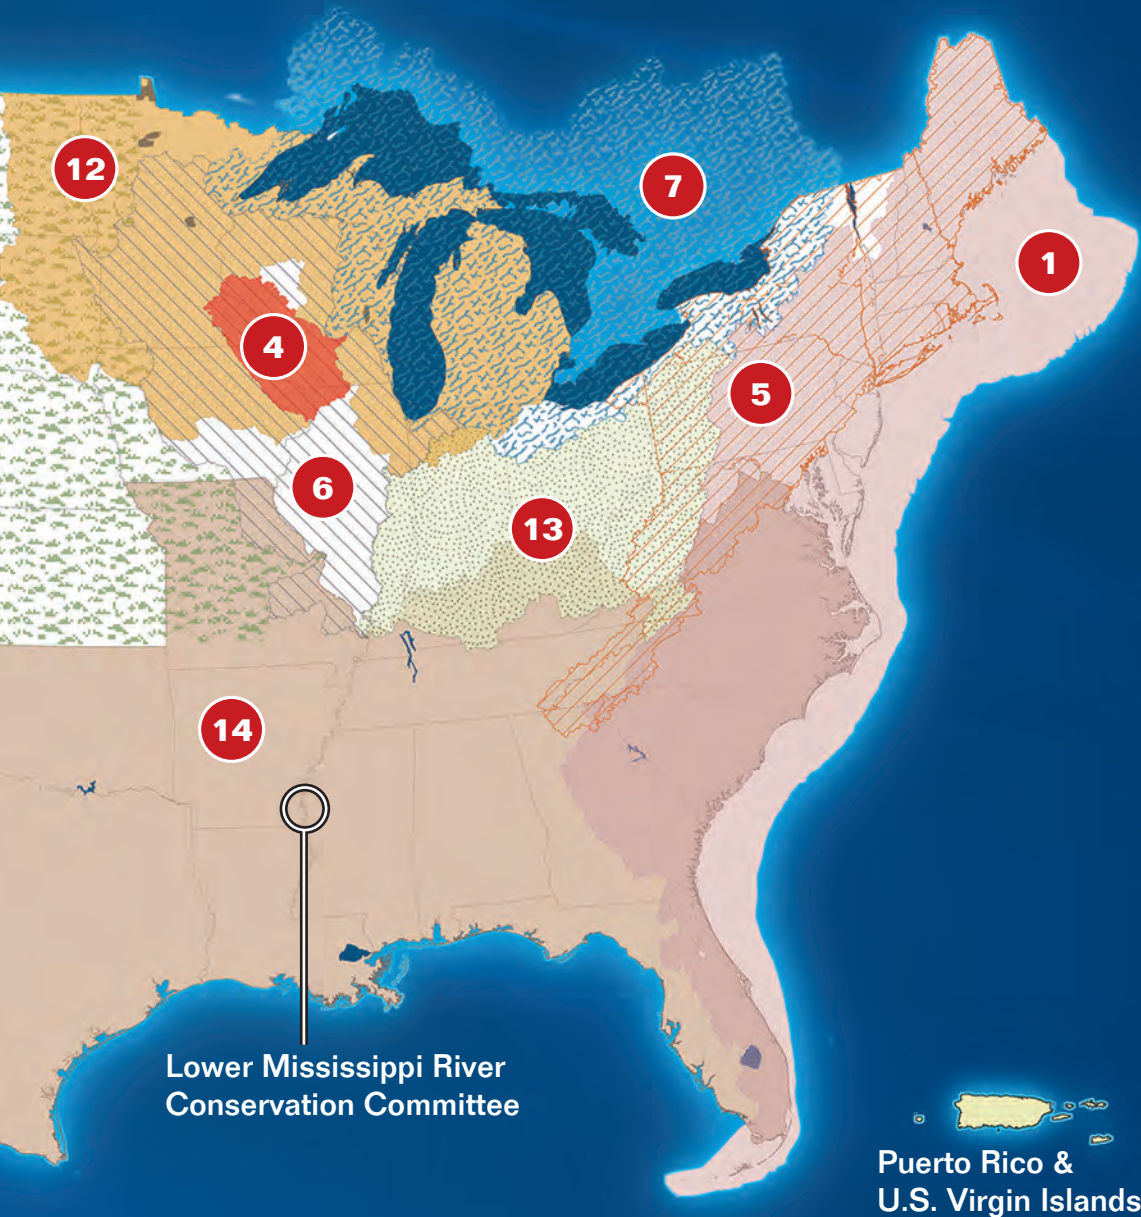 12
7
1
4
5
6
13
14
Lower Mississippi River
Conservation Committee
Puerto Rico &
U.S. Virgin Islands